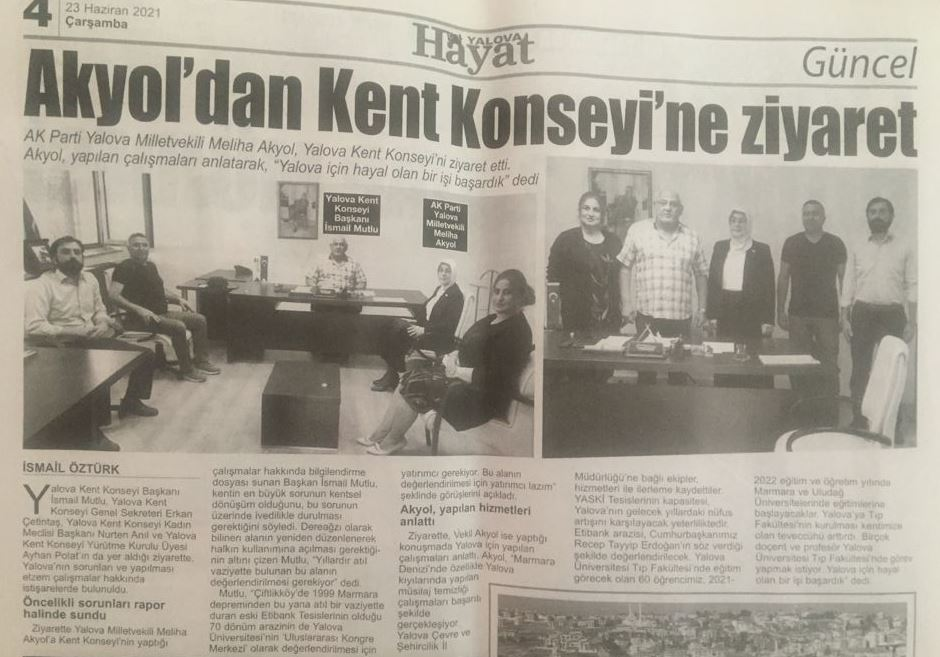 4
23 Haziran 2021
Çarşamba
YALOVA
Hayat
Güncel
Akyol'dan Kent Konseyi'ne ziyaret
AK Parti Yalova Milletvekili Meliha Akyol, Yalova Kent Konseyi'ni ziyaret etti.
Akyol, yapılan çalışmaları anlatarak, “Yalova için hayal olan bir işi başardık” dedi
Yalova Kent
Konseyi
Başkanı
İsmail Mutlu
AK Parti
Yalova
Milletvekili
Meliha
Akyol
İSMAİL ÖZTÜRK
Yalova Kent Konseyi Başkanı
İsmail Mutlu, Yalova Kent
Konseyi Genel Sekreteri Erkan
Çetintaş, Yalova Kent Konseyi Kadın
Meclisi Başkanı Nurten Anıl ve Yalova
Kent Konseyi Yürütme Kurulu Üyesi
Ayhan Polat'ın da yer aldığı ziyarette,
Yalova'nın sorunları ve yapılması
elzem çalışmalar hakkında
istişarelerde bulunuldu.
Öncelikli sorunları rapor
halinde sundu
Ziyarette Yalova Milletvekili Meliha
Akyol'a Kent Konseyi'nin yaptığı
çalışmalar hakkında bilgilendirme
dosyası sunan Başkan İsmail Mutlu,
kentin en büyük sorunun kentsel
dönüşüm olduğunu, bu sorunun
üzerinde ivedilikle durulması
gerektiğini söyledi. Dereağzı olarak
bilinen alanın yeniden düzenlenerek
halkın kullanımına açılması gerektiği-
nin altını çizen Mutlu, “Yıllardır atıl
vaziyette bulunan bu alanın
değerlendirilmesi gerekiyor” dedi.
Mutlu, “Çiftlikköy'de 1999 Marmara
depreminden bu yana atıl bir vaziyette
duran eski Etibank Tesislerinin olduğu
70 dönüm arazinin de Yalova
Üniversitesi'nin 'Uluslararası Kongre
Merkezi' olarak değerlendirilmesi için
yatırımcı gerekiyor. Bu alanın
değerlendirilmesi için yatırımcı lazım”
şeklinde görüşlerini açıkladı.
Akyol, yapılan hizmetleri
anlattı
Ziyarette, Vekil Akyol ise yaptığı
konuşmada Yalova için yapılan
çalışmaları anlattı. Akyol, “Marmara
Denizi'nde özellikle Yalova
kıyılarında yapılan
müsilaj temizliği
çalışmaları başarılı
şekilde
gerçekleşiyor
Yalova Çevre ve
Şehircilik İl
Müdürlüğü'ne bağlı ekipler,
hizmetleri ile ilerleme kaydettiler.
YASKİ Tesislerinin kapasitesi,
Yalova'nın gelecek yıllardaki nüfus
artışını karşılayacak yeterliliktedir.
Etibank arazisi, Cumhurbaşkanımız
Recep Tayyip Erdoğan'ın söz verdiği
şekilde değerlendirilecek. Yalova
Üniversitesi Tıp Fakültesi'nde eğitim
görecek olan 60 öğrencimiz, 2021-
2022 eğitim ve öğretim yılında
Marmara ve Uludağ
Üniversitelerinde eğitimlerine
başlayacaklar. Yalova'ya Tıp
Fakültesi'nin kurulması kentimize
olan teveccühü arttırdı. Birçok
doçent ve profesör Yalova
Üniversitesi Tıp Fakültesi'nde görev
yapmak istiyor. Yalova için hayal
olan bir işi başardık” dedi